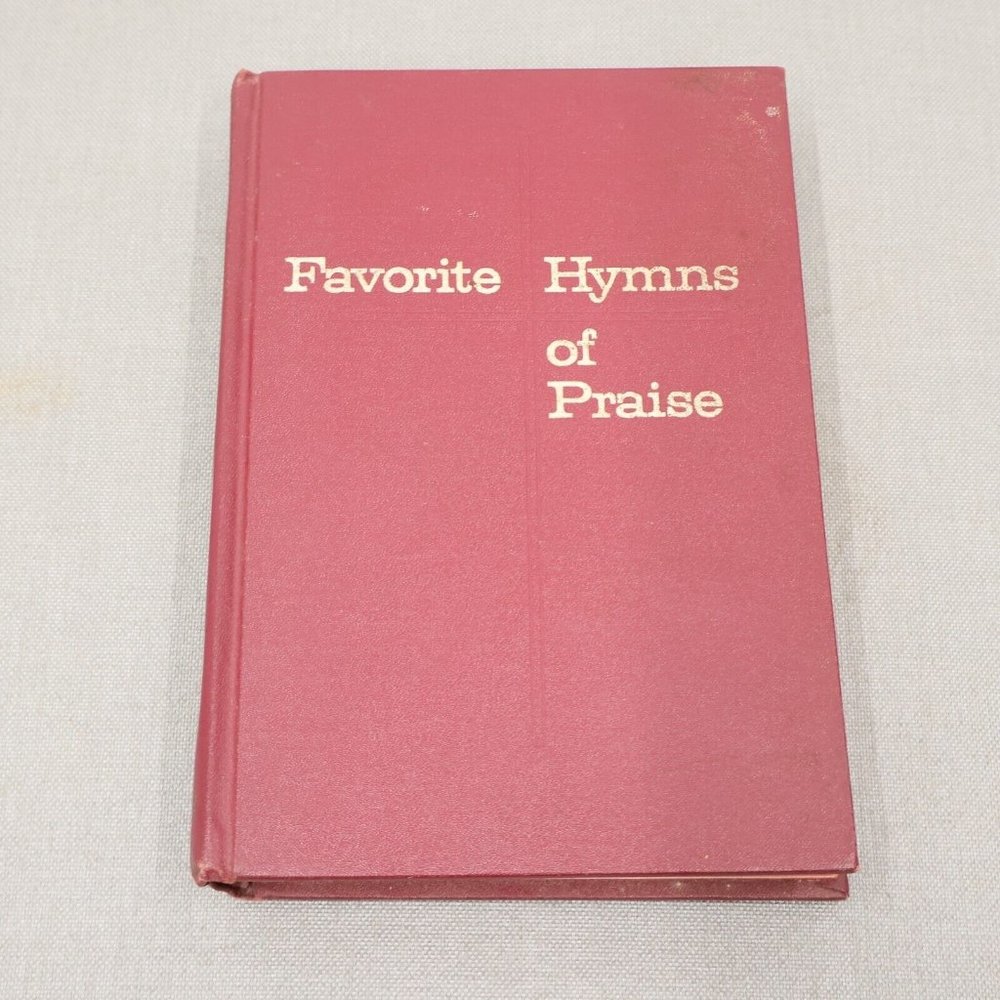 Favorite Hymns
of
Praise